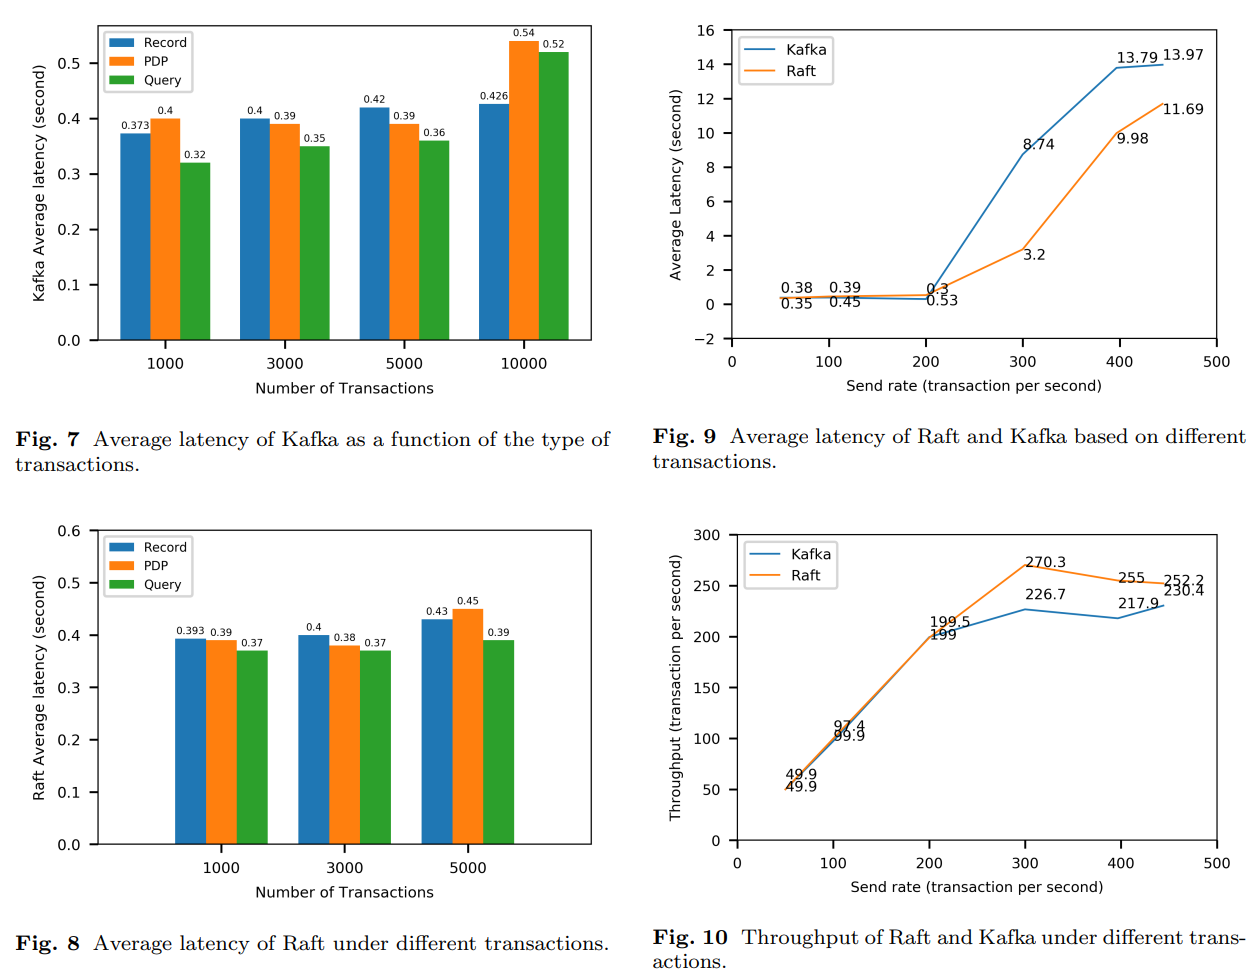 Record
PDP
Query
0.373
0.4
0.32
0.4
0.39
0.35
0.42
0.39
0.36
0.426
0.54
0.52
0.5
0.4
0.3
0.2
0.1
0.0
1000 3000 5000 10000
Kafka Average latency (second)
Number of Transactions
Fig. 7 Average latency of Kafka as a function of the type of
transactions.
Kafka
Raft
16
14
12
10
8
6
4
2
0
−2
0.38
0.35
0.39
0.45
0.3
0.53
8.74
3.2
13.79
9.98
13.97
11.69
0 100 200 300 400 500
Average Latency (second)
Send rate (transaction per second)
Fig. 9 Average latency of Raft and Kafka based on different
transactions.
Record
PDP
Query
0.6
0.5
0.4
0.3
0.2
0.1
0.0
0.393
0.39
0.37
0.4
0.38
0.37
0.43
0.45
0.39
1000 3000 5000
Raft Average latency (second)
Number of Transactions
Fig. 8 Average latency of Raft under different transactions.
Kafka
Raft
300
250
200
150
100
50
0
49.9
49.9
97.4
99.9
199.5
199
270.3
226.7
255
217.9
252.2
230.4
0 100 200 300 400 500
Throughput (transaction per second)
Send rate (transaction per second)
Fig. 10 Throughput of Raft and Kafka under different trans-
actions.